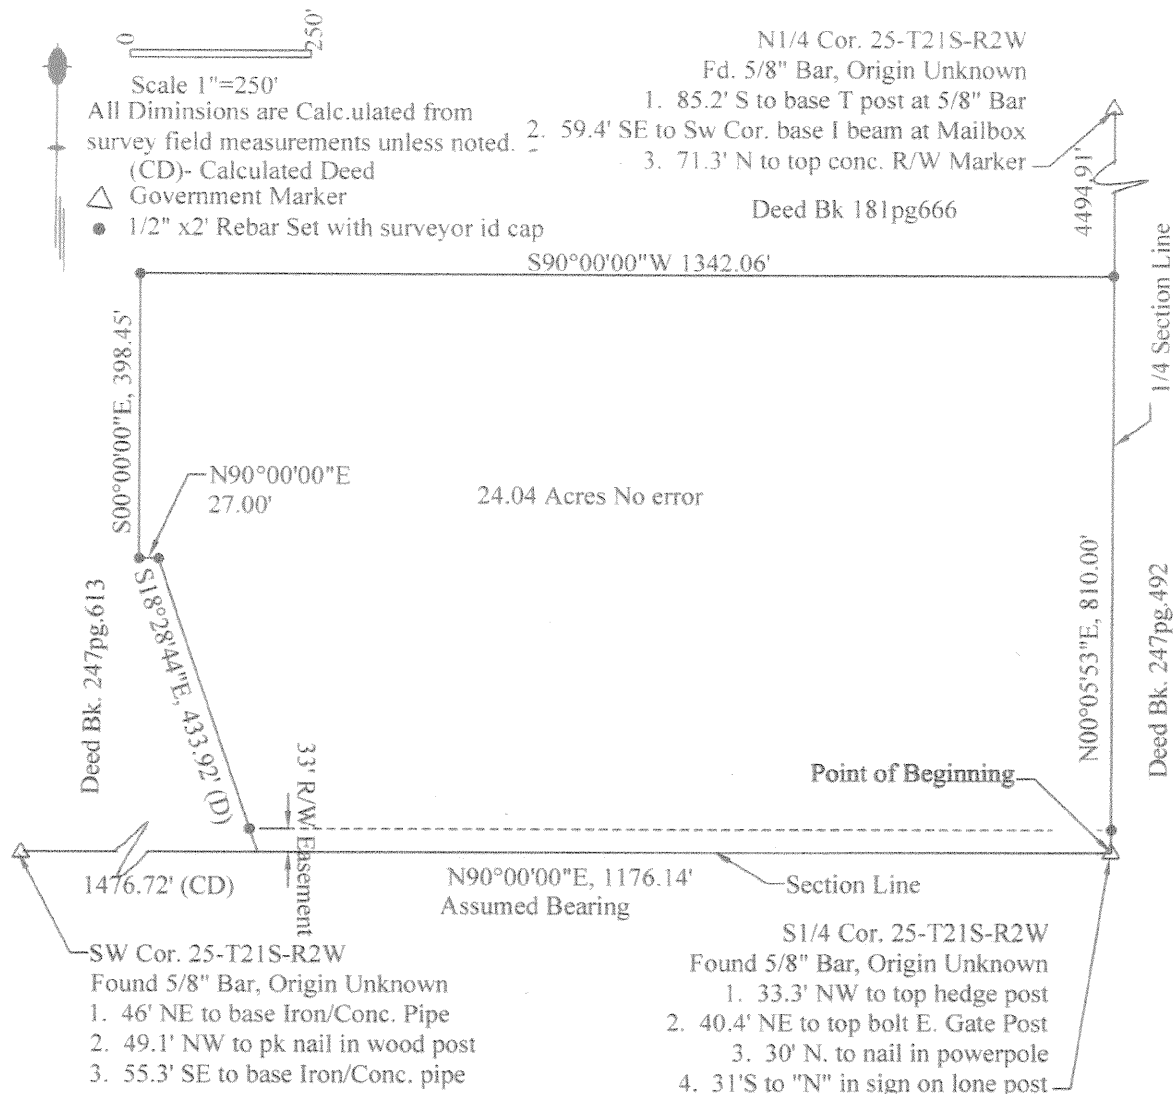 0
250'
Scale 1"=250'
All Diminsions are Calc.ulated from
survey field measurements unless noted.
(CD)- Calculated Deed
Government Marker
1/2" x2' Rebar Set with surveyor id cap
N1/4 Cor. 25-T21S-R2W
Fd. 5/8" Bar, Origin Unknown
1. 85.2' S to base T post at 5/8" Bar
2. 59.4' SE to Sw Cor. base I beam at Mailbox
3. 71.3' N to top conc. R/W Marker
Deed Bk 181pg666
4494.91'
1/4 Section Line
S90°00'00"W 1342.06'
S00°00'00"E, 398.45'
N90°00'00"E
27.00'
24.04 Acres No error
Deed Bk. 247pg.613
S18°28'44"E, 433.92' (D)
33' R/W Easement
N00°05'53"E, 810.00'
Deed Bk. 247pg.492
Point of Beginning
1476.72' (CD)
N90°00'00"E, 1176.14'
Assumed Bearing
Section Line
SW Cor. 25-T21S-R2W
Found 5/8" Bar, Origin Unknown
1. 46' NE to base Iron/Conc. Pipe
2. 49.1' NW to pk nail in wood post
3. 55.3' SE to base Iron/Conc. pipe
S1/4 Cor. 25-T21S-R2W
Found 5/8" Bar, Origin Unknown
1. 33.3' NW to top hedge post
2. 40.4' NE to top bolt E. Gate Post
3. 30' N. to nail in powerpole
4. 31'S to "N" in sign on lone post